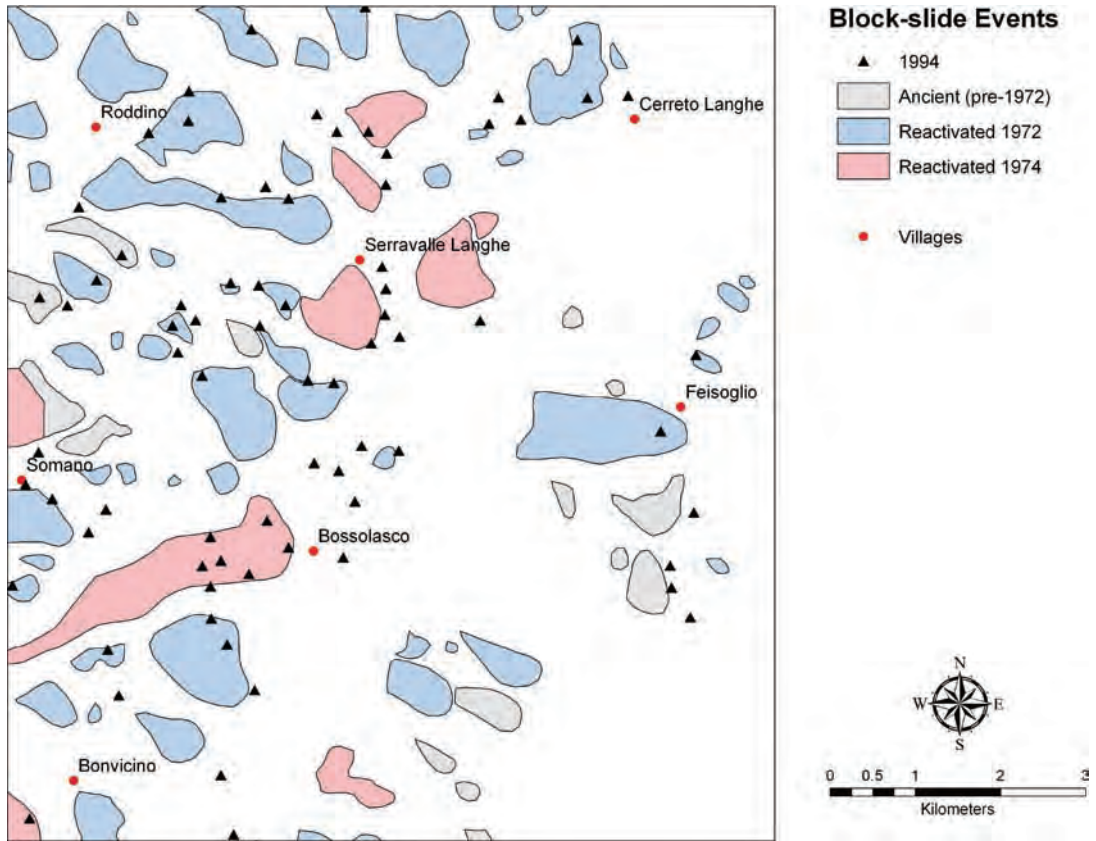 Block-slide Events
1994
Ancient (pre-1972)
Reactivated 1972
Reactivated 1974
Villages
Roddino
Cerreto Langhe
Serravalle Langhe
Feisoglio
Somano
Bossolasco
Bonvicino
N
W E
S
0 0.5 1 2 3
Kilometers